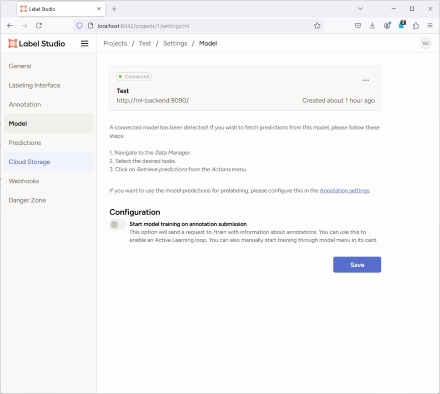 Label Studio
localhost:8042/projects/1/settings/ml
Label Studio
Projects / Test / Settings / Model
General
Labeling Interface
Annotation
Model
Predictions
Cloud Storage
Webhooks
Danger Zone
Connected
Test
http://ml-backend:9090/
Created about 1 hour ago
A connected model has been detected! If you wish to fetch predictions from this model, please follow these
steps:
1. Navigate to the Data Manager.
2. Select the desired tasks.
3. Click on Retrieve predictions from the Actions menu.
If you want to use the model predictions for prelabeling, please configure this in the Annotation settings.
Configuration
Start model training on annotation submission
This option will send a request to /train with information about annotations. You can use this to
enable an Active Learning loop. You can also manually start training through model menu in its card.
Save